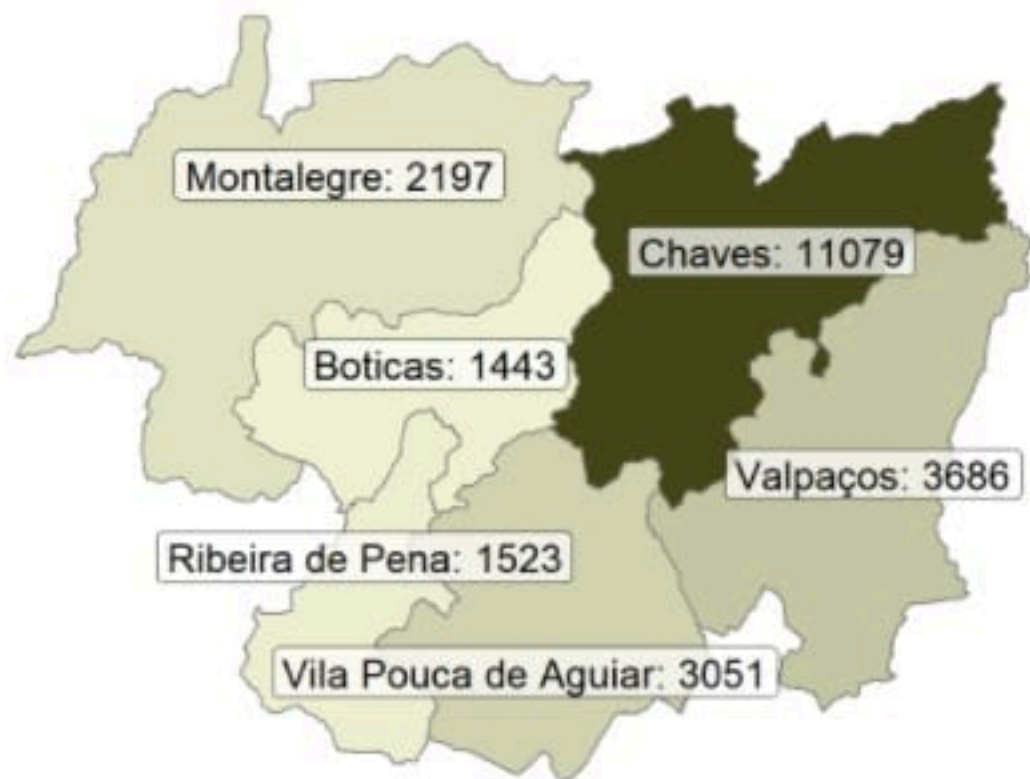 Montalegre: 2197
Chaves: 11079
Boticas: 1443
Valpaços: 3686
Ribeira de Pena: 1523
Vila Pouca de Aguiar: 3051